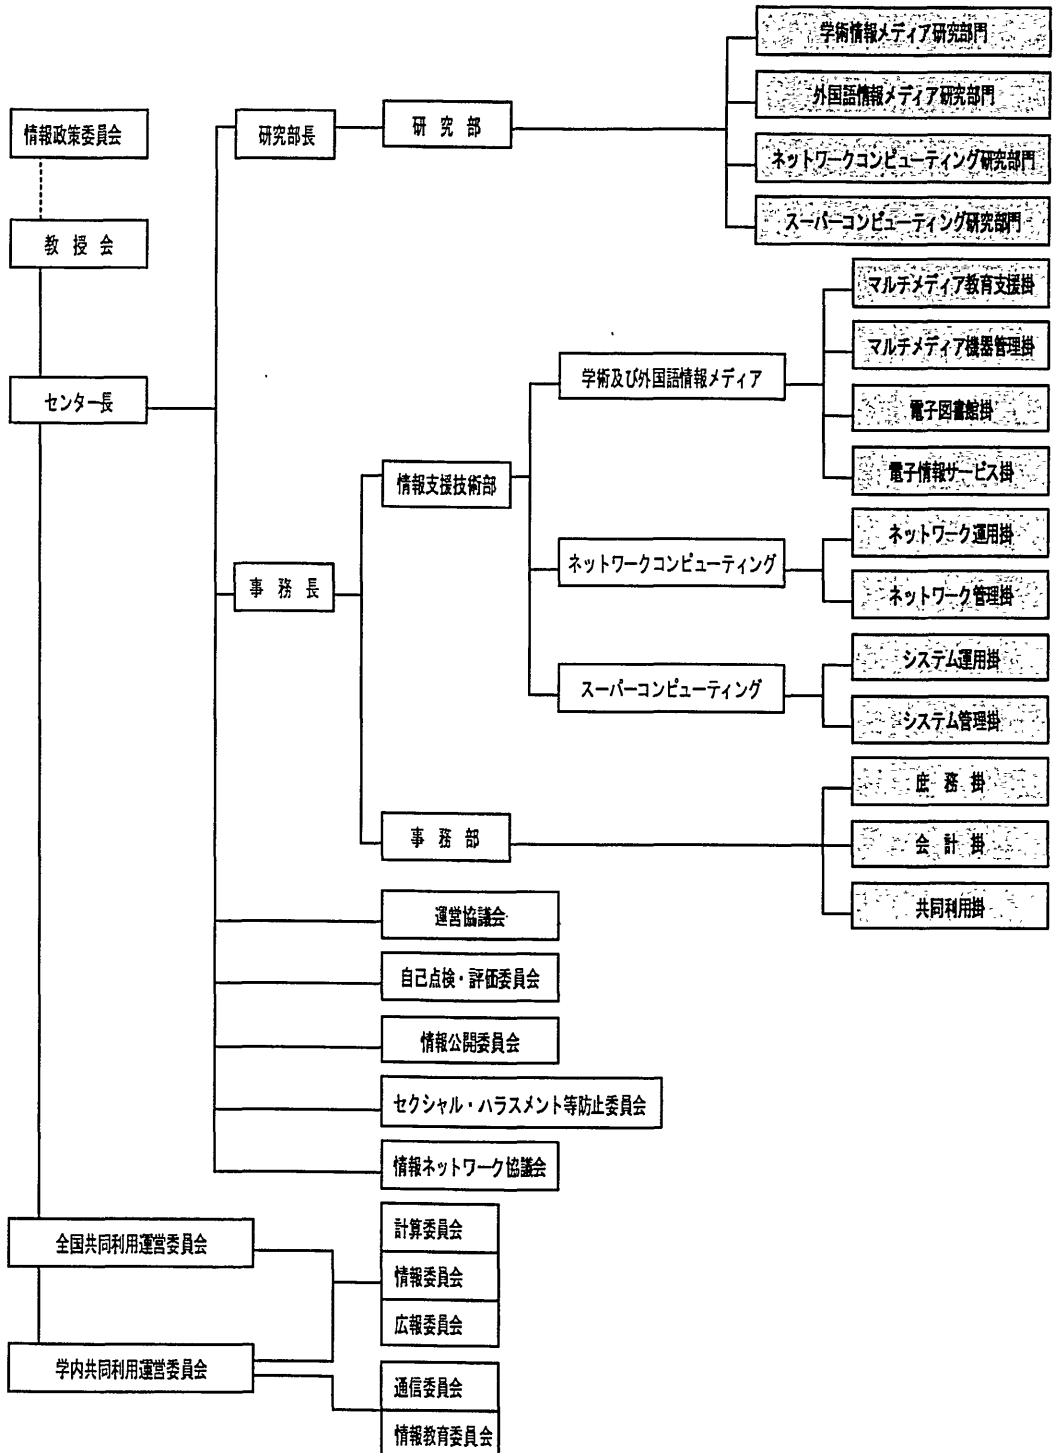 学術情報メディア研究部門
外国語情報メディア研究部門
情報政策委員会
研究部長
研究部
ネットワークコンピューティング研究部門
スーパーコンピューティング研究部門
教授会
マルチメディア教育支援掛
マルチメディア機器管理掛
学術及び外国語情報メディア
センター長
電子図書館掛
電子情報サービス掛
情報支援技術部
ネットワーク運用掛
ネットワークコンピューティング
事務長
ネットワーク管理掛
システム運用掛
スーパーコンピューティング
システム管理掛
庶務掛
事務部
会計掛
共同利用掛
運営協議会
自己点検・評価委員会
情報公開委員会
セクシャル・ハラスメント等防止委員会
情報ネットワーク協議会
計算委員会
全国共同利用運営委員会
情報委員会
広報委員会
学内共同利用運営委員会
通信委員会
情報教育委員会